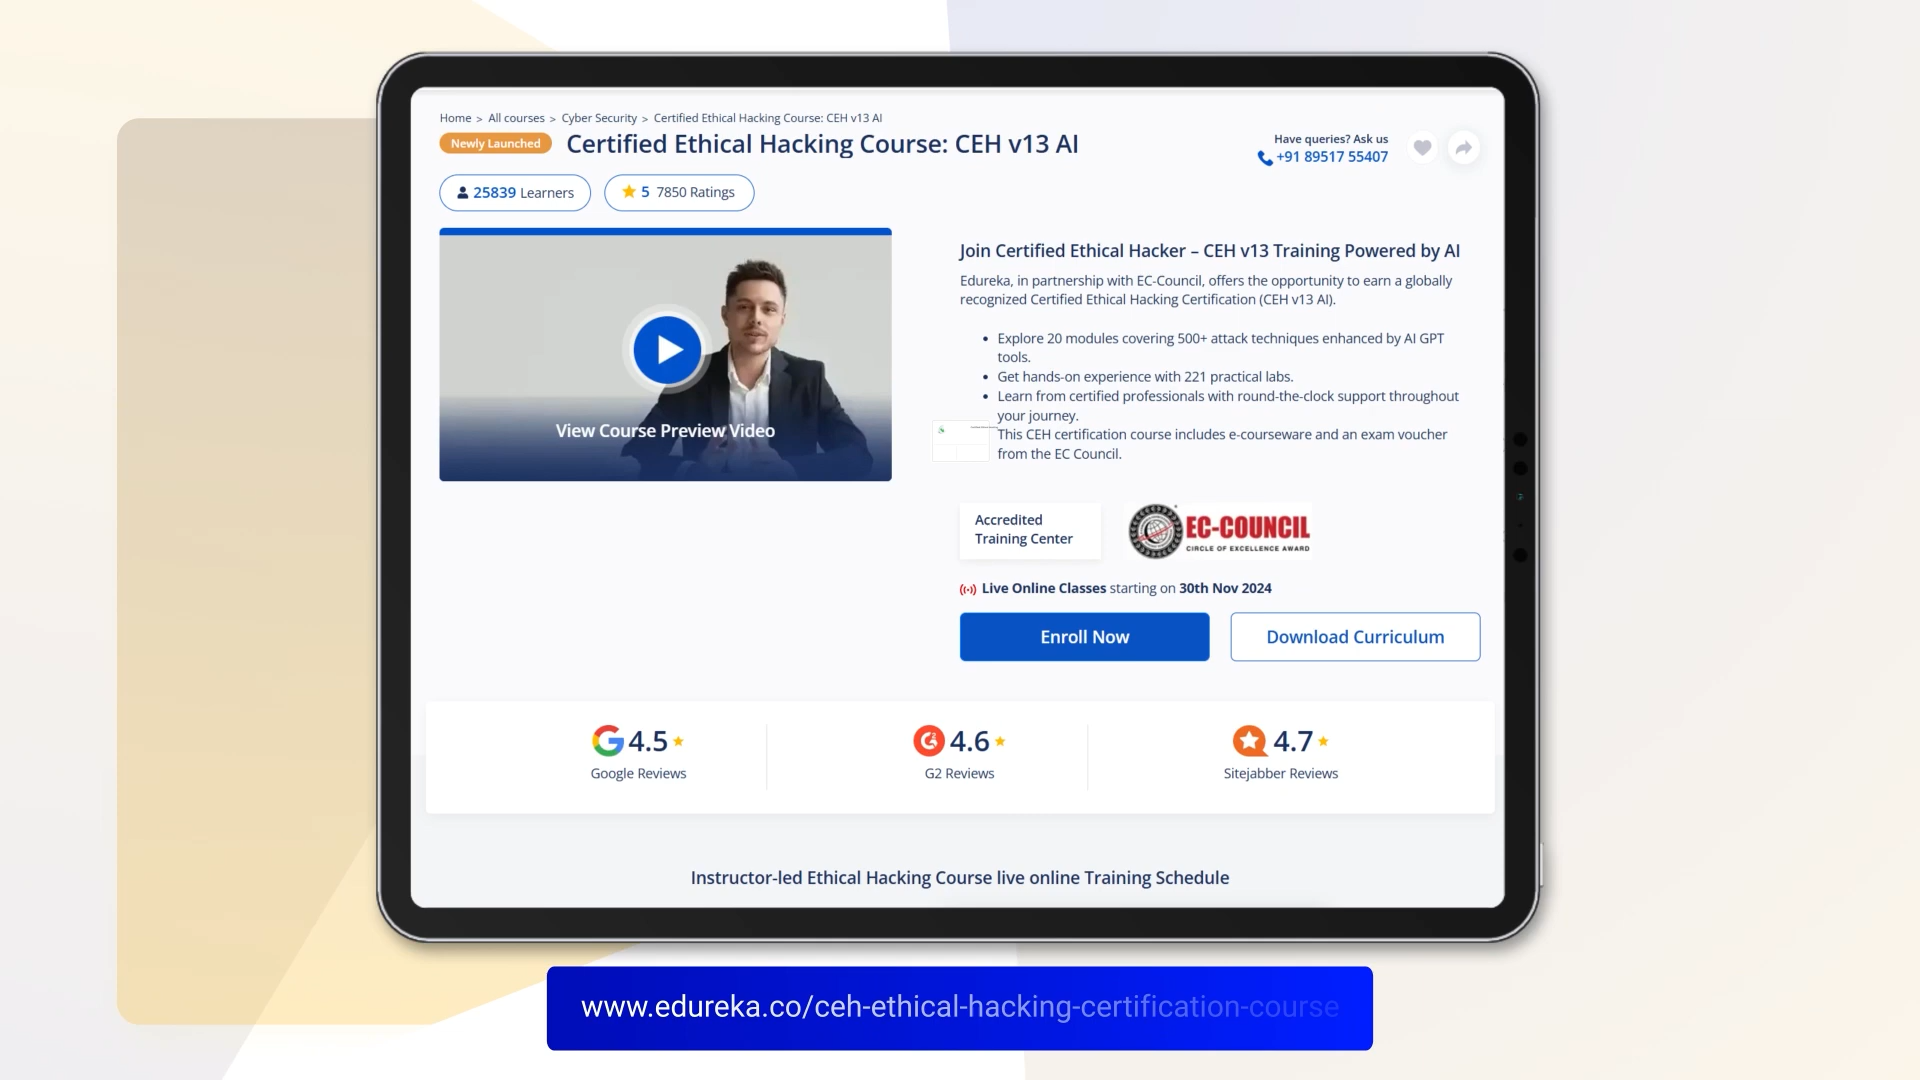 Home > All courses > Cyber Security > Certified Ethical Hacking Course: CEH v13 AI
Newly Launched
Certified Ethical Hacking Course: CEH v13 AI
Have queries? Ask us
+91 89517 55407
25839 Learners
5 7850 Ratings
View Course Preview Video
Join Certified Ethical Hacker – CEH v13 Training Powered by AI
Edureka, in partnership with EC-Council, offers the opportunity to earn a globally
recognized Certified Ethical Hacking Certification (CEH v13 AI).
• Explore 20 modules covering 500+ attack techniques enhanced by AI GPT
tools.
• Get hands-on experience with 221 practical labs.
• Learn from certified professionals with round-the-clock support throughout
your journey.
This CEH certification course includes e-courseware and an exam voucher
from the EC Council.
Accredited
Training Center
EC-COUNCIL
CIRCLE OF EXCELLENCE AWARD
Live Online Classes starting on 30th Nov 2024
Enroll Now
Download Curriculum
4.5
Google Reviews
4.6
G2 Reviews
4.7
Sitejabber Reviews
Instructor-led Ethical Hacking Course live online Training Schedule
www.edureka.co/ceh-ethical-hacking-certification-course